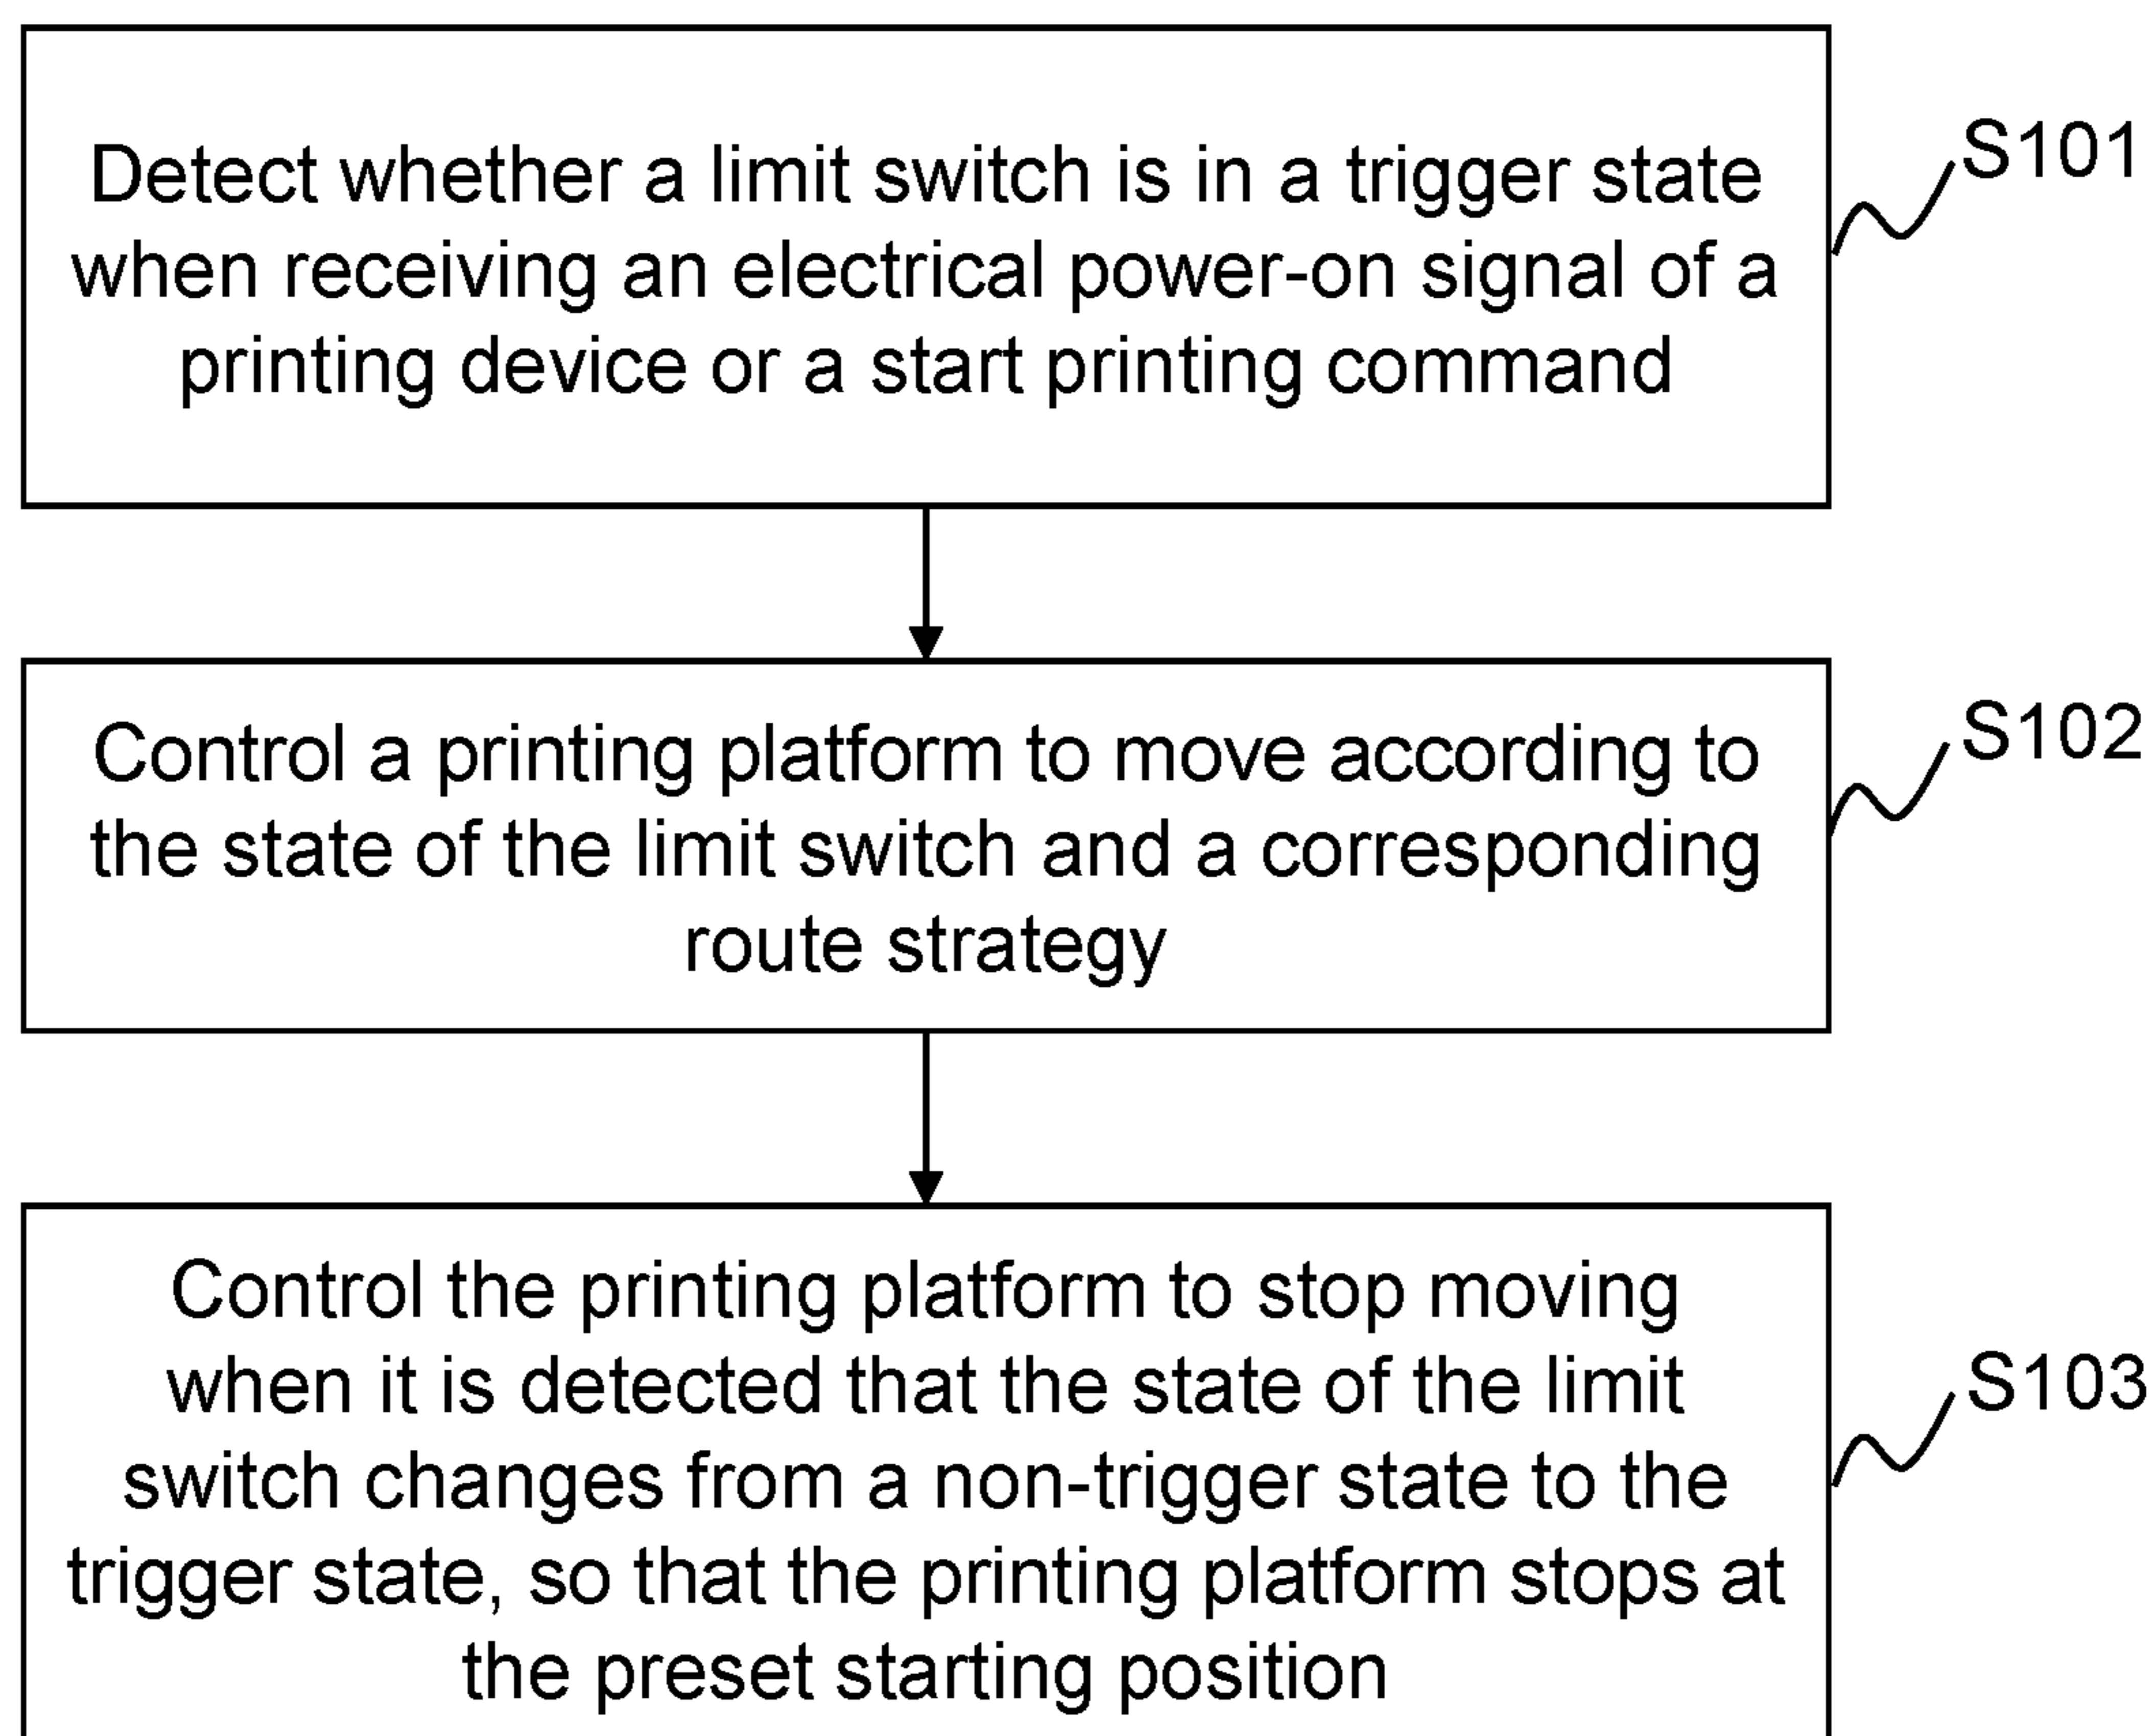 Detect whether a limit switch is in a trigger state
when receiving an electrical power-on signal of a
printing device or a start printing command
S101
Control a printing platform to move according to
the state of the limit switch and a corresponding
route strategy
S102
Control the printing platform to stop moving
when it is detected that the state of the limit
switch changes from a non-trigger state to the
trigger state, so that the printing platform stops at
the preset starting position
S103